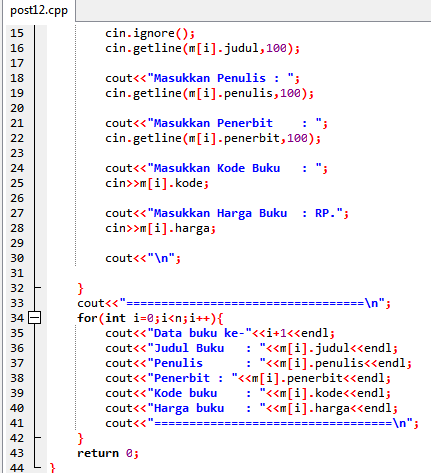 post12.cpp
15 cin.ignore();
16 cin.getline(m[i].judul,100);
17
18 cout<<"Masukkan Penulis : ";
19 cin.getline(m[i].penulis,100);
20
21 cout<<"Masukkan Penerbit    : ";
22 cin.getline(m[i].penerbit,100);
23
24 cout<<"Masukkan Kode Buku   : ";
25 cin>>m[i].kode;
26
27 cout<<"Masukkan Harga Buku  : RP.";
28 cin>>m[i].harga;
29
30 cout<<"\n";
31
32 }
33 cout<<"==================================\n";
34 for(int i=0;i<n;i++){
35 cout<<"Data buku ke-"<<i+1<<endl;
36 cout<<"Judul Buku   : "<<m[i].judul<<endl;
37 cout<<"Penulis      : "<<m[i].penulis<<endl;
38 cout<<"Penerbit : "<<m[i].penerbit<<endl;
39 cout<<"Kode buku    : "<<m[i].kode<<endl;
40 cout<<"Harga buku   : "<<m[i].harga<<endl;
41 cout<<"==================================\n";
42 }
43 return 0;
44 }